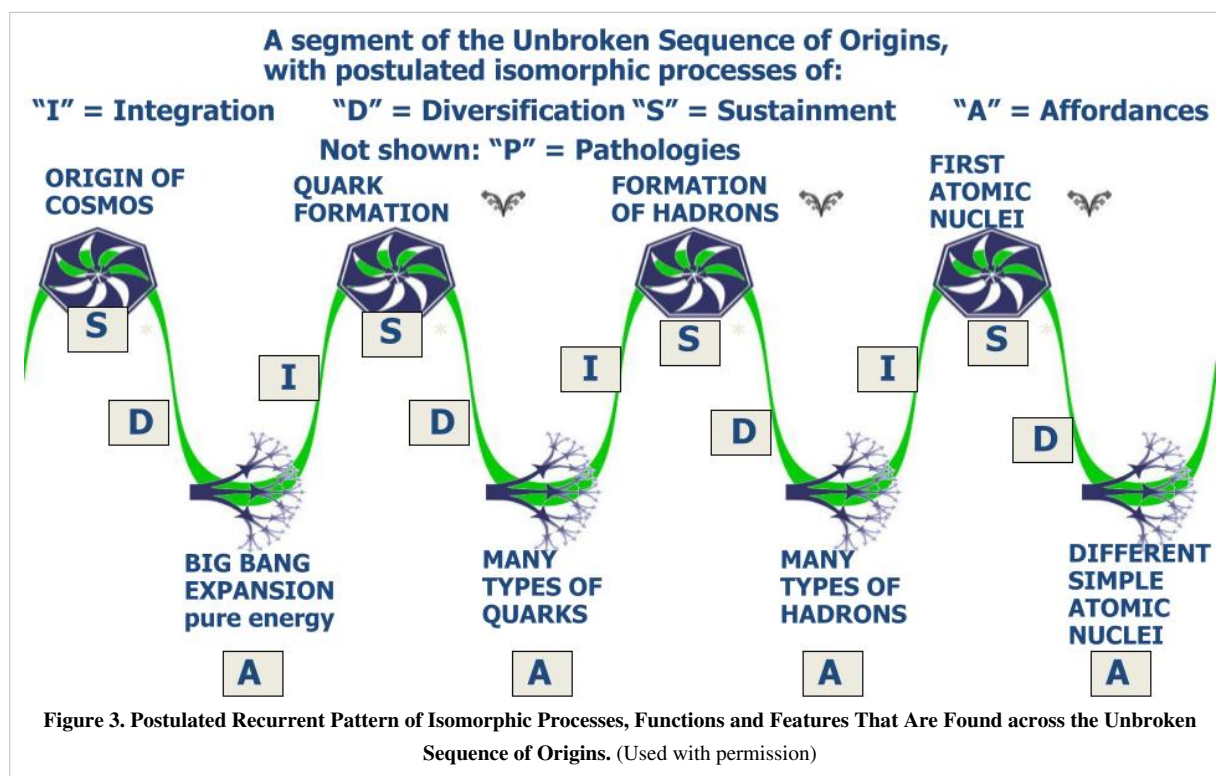 A segment of the Unbroken Sequence of Origins,
with postulated isomorphic processes of:
“I” = Integration “D” = Diversification “S” = Sustainment “A” = Affordances
Not shown: “P” = Pathologies
ORIGIN OF
COSMOS
QUARK
FORMATION
FORMATION
OF HADRONS
FIRST
ATOMIC
NUCLEI
S
S
S
S
*
*
*
*
I
I
I
D
D
D
D
BIG BANG
EXPANSION
pure energy
MANY
TYPES OF
QUARKS
MANY
TYPES OF
HADRONS
DIFFERENT
SIMPLE
ATOMIC
NUCLEI
A
A
A
A
Figure 3. Postulated Recurrent Pattern of Isomorphic Processes, Functions and Features That Are Found across the Unbroken
Sequence of Origins. (Used with permission)